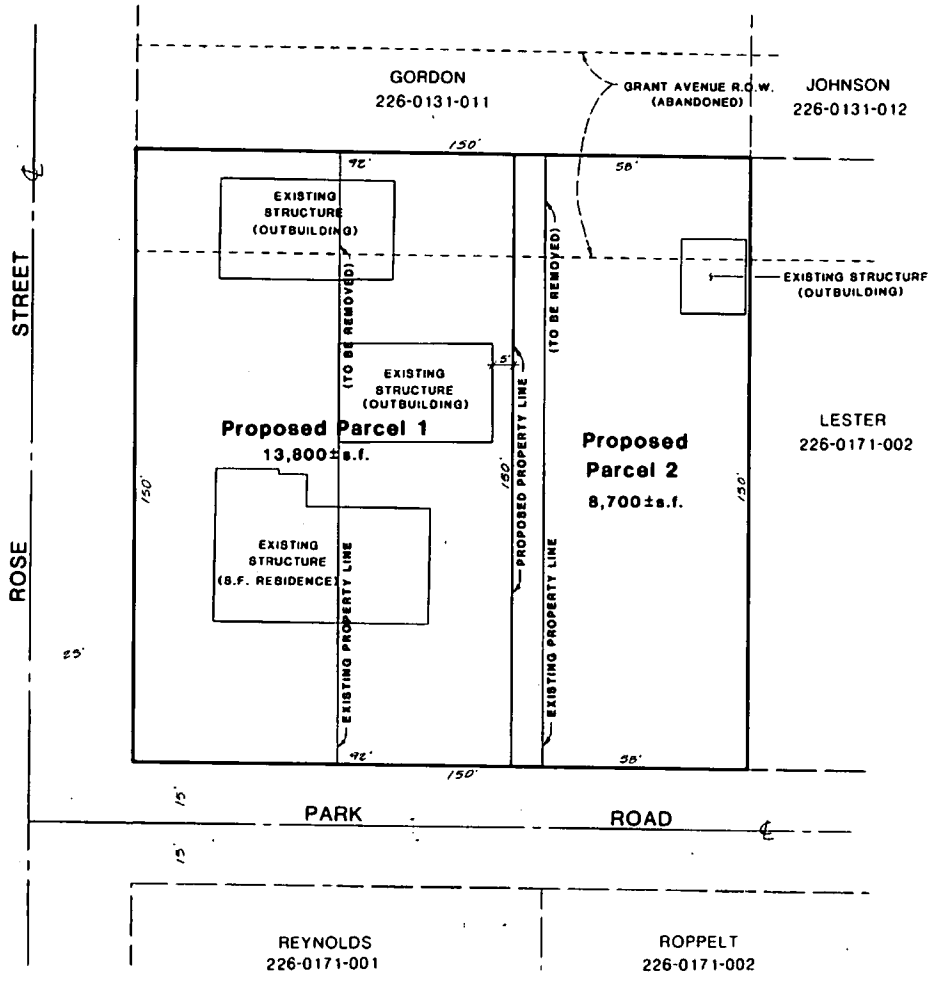 GORDON
226-0131-011
GRANT AVENUE R.O.W.
(ABANDONED)
JOHNSON
226-0131-012
150'
92'
58'
EXISTING
STRUCTURE
(OUTBUILDING)
(TO BE REMOVED)
(TO BE REMOVED)
EXISTING STRUCTURE
(OUTBUILDING)
STREET
5'
EXISTING
STRUCTURE
(OUTBUILDING)
Proposed Parcel 1
13,800±s.f.
PROPOSED PROPERTY LINE
Proposed
Parcel 2
8,700±s.f.
LESTER
226-0171-002
150'
150'
150'
EXISTING
STRUCTURE
(S.F. RESIDENCE)
EXISTING PROPERTY LINE
EXISTING PROPERTY LINE
ROSE
25'
92'
150'
58'
15'
PARK ROAD
15'
REYNOLDS
226-0171-001
ROPPELT
226-0171-002